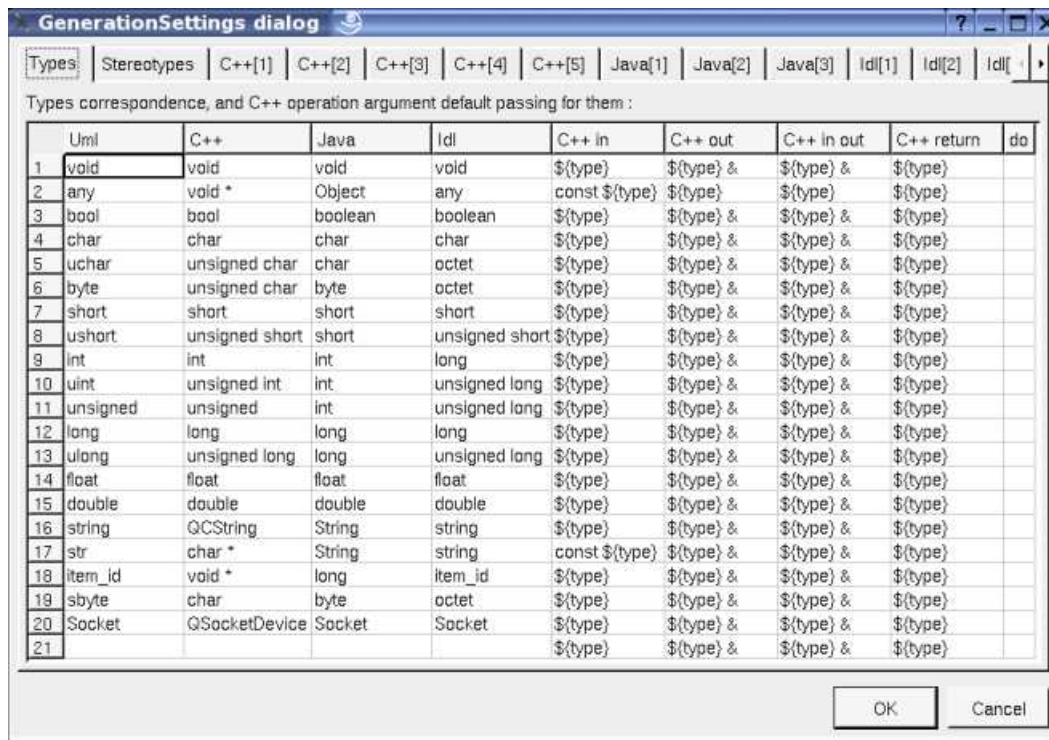 GenerationSettings dialog ?
Types Stereotypes C++[1] C++[2] C++[3] C++[4] C++[5] Java[1] Java[2] Java[3] Idl[1] Idl[2] Idl[
Types correspondence, and C++ operation argument default passing for them :
Uml C++ Java Idl C++ in C++ out C++ in out C++ return do
1 void void void void ${type} ${type} & ${type} & ${type}
2 any void * Object any const ${type} ${type} ${type} ${type}
3 bool bool boolean boolean ${type} ${type} & ${type} & ${type}
4 char char char char ${type} ${type} & ${type} & ${type}
5 uchar unsigned char char octet ${type} ${type} & ${type} & ${type}
6 byte unsigned char byte octet ${type} ${type} & ${type} & ${type}
7 short short short short ${type} ${type} & ${type} & ${type}
8 ushort unsigned short short unsigned short ${type} ${type} & ${type} & ${type}
9 int int int long ${type} ${type} & ${type} & ${type}
10 uint unsigned int int unsigned long ${type} ${type} & ${type} & ${type}
11 unsigned unsigned int unsigned long ${type} ${type} & ${type} & ${type}
12 long long long long ${type} ${type} & ${type} & ${type}
13 ulong unsigned long long unsigned long ${type} ${type} & ${type} & ${type}
14 float float float float ${type} ${type} & ${type} & ${type}
15 double double double double ${type} ${type} & ${type} & ${type}
16 string QCString String string ${type} ${type} & ${type} & ${type}
17 str char * String string const ${type} ${type} & ${type} & ${type}
18 item_id void * long item_id ${type} ${type} & ${type} & ${type}
19 sbyte char byte octet ${type} ${type} & ${type} & ${type}
20 Socket QSocketDevice Socket Socket ${type} ${type} & ${type} & ${type}
21 ${type} ${type} & ${type} & ${type}
OK Cancel